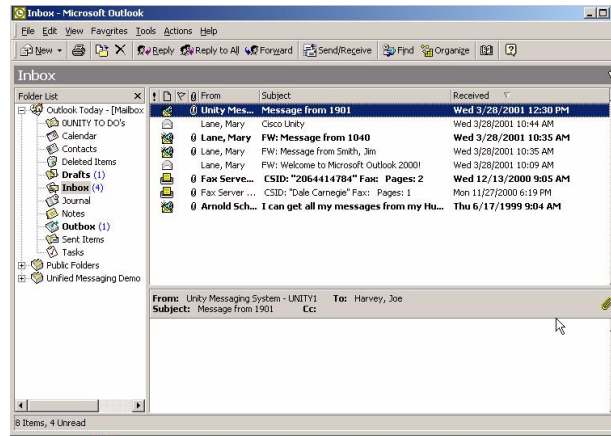 Inbox - Microsoft Outlook
File Edit View Favorites Tools Actions Help
New Reply Reply to All Forward Send/Receive Find Organize
Inbox
Folder List
! From Subject Received
Outlook Today - [Mailbox
0UNITY TO DO's
Calendar
Contacts
Deleted Items
Drafts (1)
Inbox (4)
Journal
Notes
Outbox (1)
Sent Items
Tasks
Public Folders
Unified Messaging Demo
Unity Mes... Message from 1901 Wed 3/28/2001 12:30 PM
Lane, Mary Cisco Unity Wed 3/28/2001 10:44 AM
Lane, Mary FW: Message from 1040 Wed 3/28/2001 10:35 AM
Lane, Mary FW: Message from Smith, Jim Wed 3/28/2001 10:35 AM
Lane, Mary FW: Welcome to Microsoft Outlook 2000! Wed 3/28/2001 10:09 AM
Fax Serve... CSID: "2064414784" Fax: Pages: 2 Wed 12/13/2000 9:05 AM
Fax Server ... CSID: "Dale Carnegie" Fax: Pages: 1 Mon 11/27/2000 6:19 PM
Arnold Sch... I can get all my messages from my Hu... Thu 6/17/1999 9:04 AM
From: Unity Messaging System - UNITY1 To: Harvey, Joe
Subject: Message from 1901 Cc:
8 Items, 4 Unread